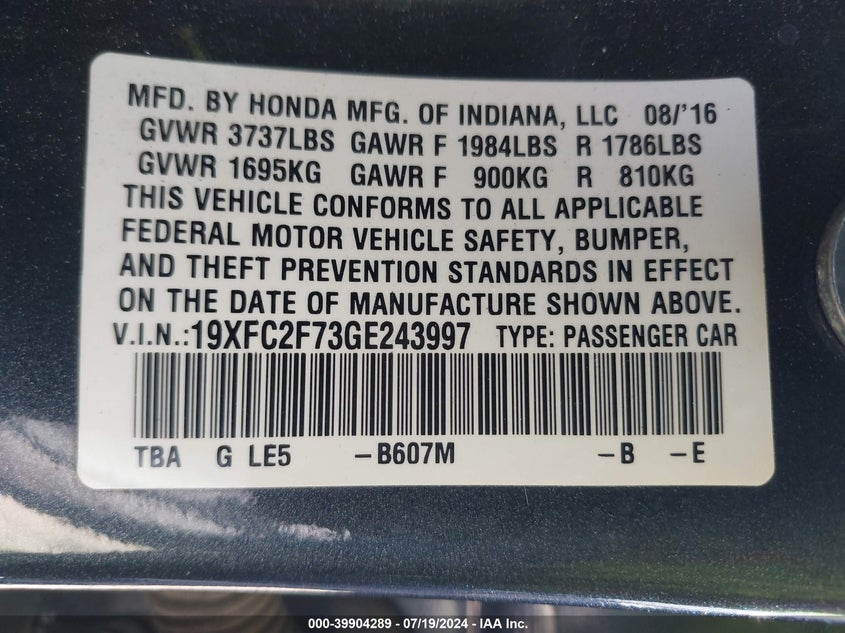 MFD. BY HONDA MFG. OF INDIANA, LLC 08/'16
GVWR 3737LBS GAWR F 1984LBS R 1786LBS
GVWR 1695KG GAWR F 900KG R 810KG
THIS VEHICLE CONFORMS TO ALL APPLICABLE
FEDERAL MOTOR VEHICLE SAFETY, BUMPER,
AND THEFT PREVENTION STANDARDS IN EFFECT
ON THE DATE OF MANUFACTURE SHOWN ABOVE.
V.I.N.:19XFC2F73GE243997 TYPE: PASSENGER CAR
TBA G LE5 -B607M -B -E
000-39904289 - 07/19/2024 - IAA Inc.